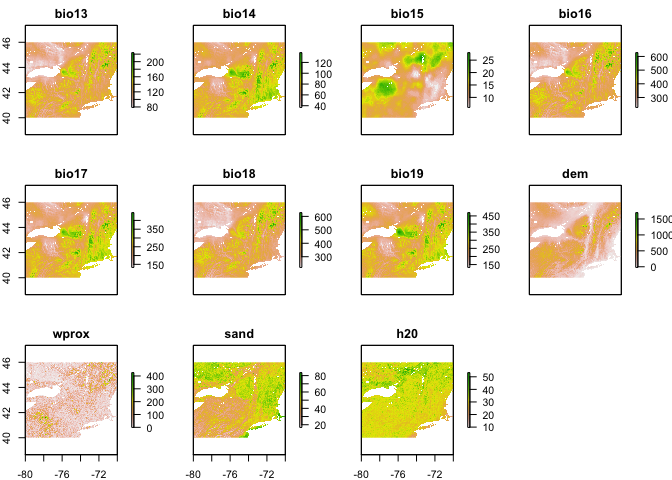 bio13 bio14 bio15 bio16
46 44 42 40
200 160 120 80
120 100 80 60 40
25 20 15 10
600 500 400 300
bio17 bio18 bio19 dem
46 44 42 40
350 250 150
600 500 400 300
450 350 250 150
1500 1000 500 0
wprox sand h20
46 44 42 40
400 300 200 100 0
80 60 40 20
50 40 30 20 10
-80 -76 -72 -80 -76 -72 -80 -76 -72